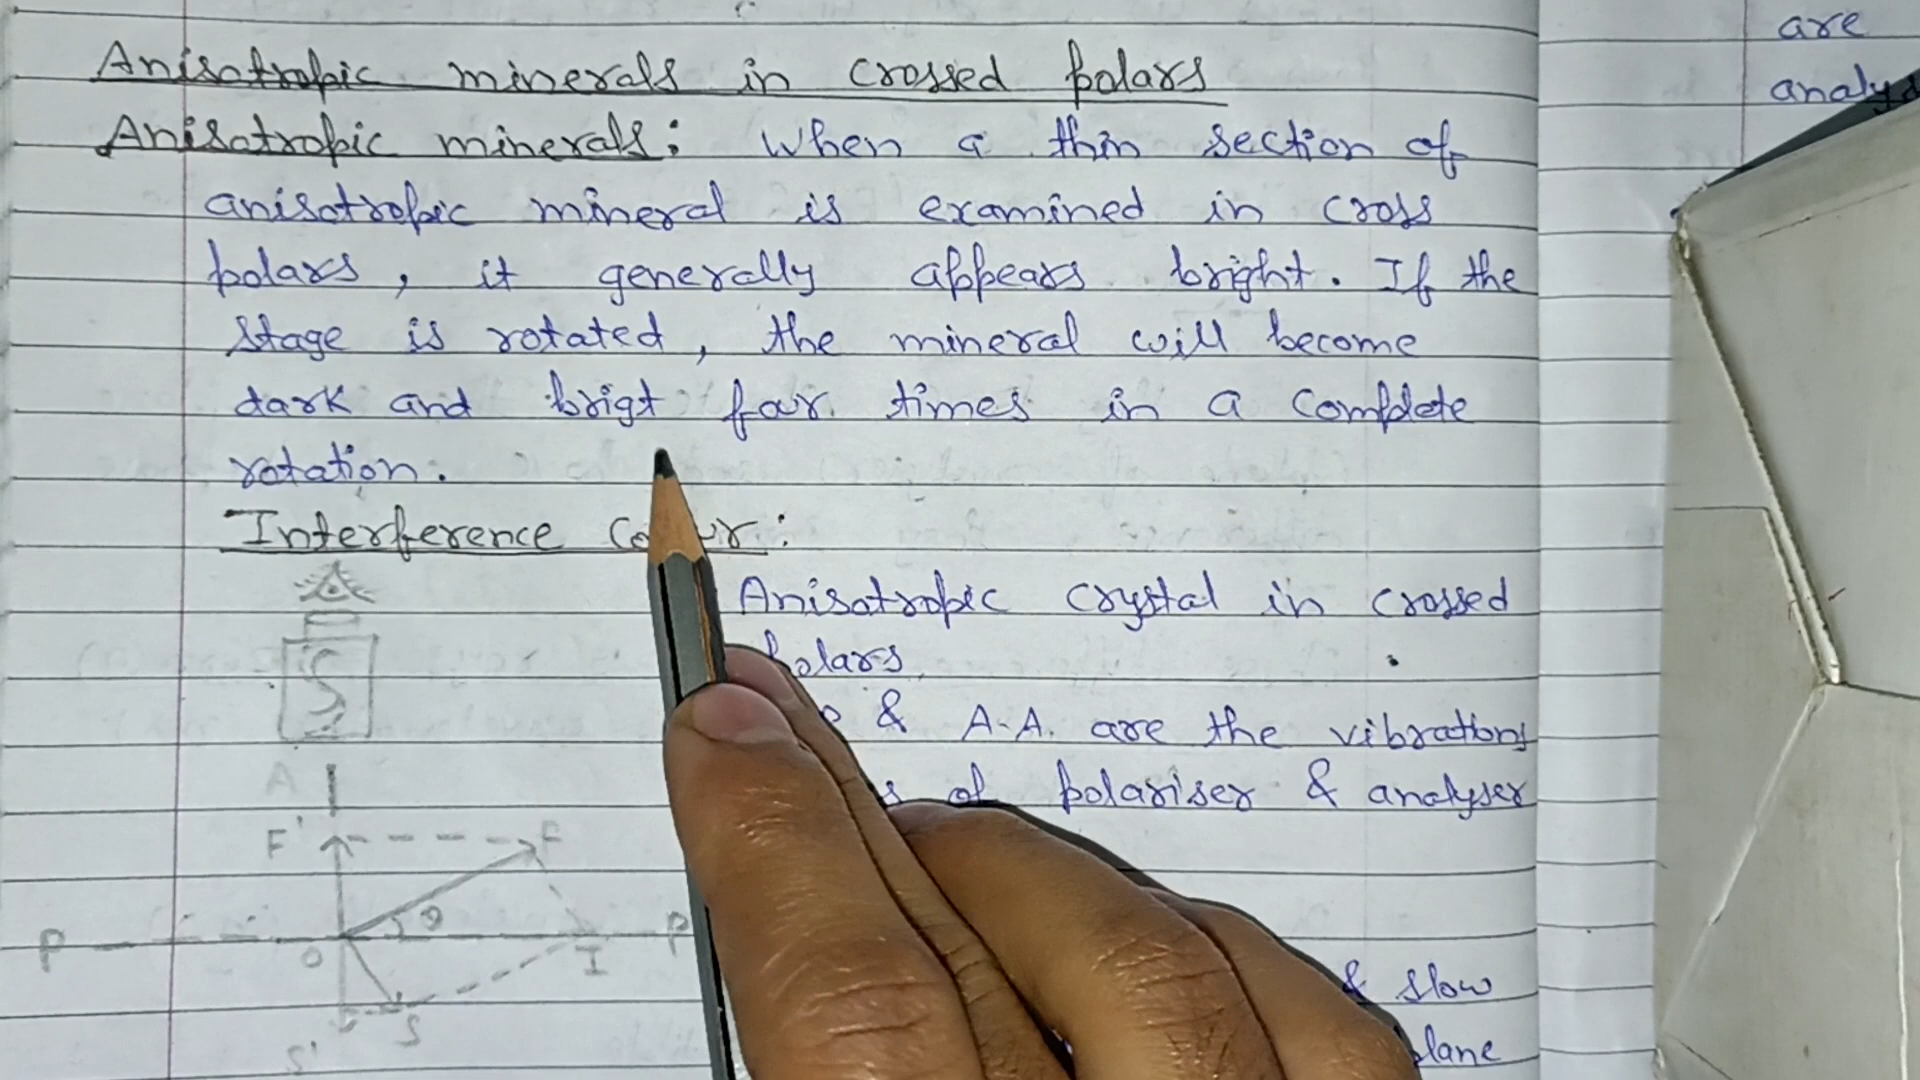 Anisotropic minerals in crossed polars
Anisotropic minerals: When a thin section of
anisotropic mineral is examined in cross
polars, it generally appears bright. If the
stage is rotated, the mineral will become
dark and brigt four times in a complete
rotation.
Interference
Anisotropic crystal in crossed
polars
& A-A. are the vibrations
of polariser & analyser
A
F' F
θ
P O I P
S
S'
& slow
plane
are